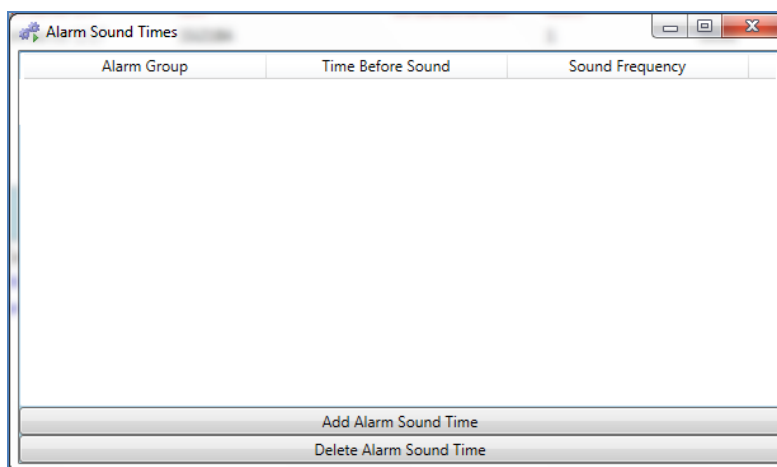 Alarm Sound Times
Alarm Group Time Before Sound Sound Frequency
Add Alarm Sound Time
Delete Alarm Sound Time